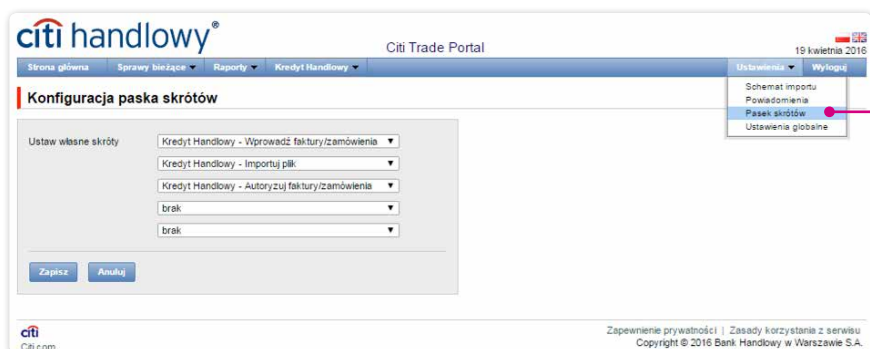 citi handlowy®
Citi Trade Portal
19 kwietnia 2016
Strona główna Sprawy bieżące Raporty Kredyt Handlowy Ustawienia Wyloguj
Schemat importu
Powiadomienia
Pasek skrótów
Ustawienia globalne
Konfiguracja paska skrótów
Ustaw własne skróty
Kredyt Handlowy - Wprowadź faktury/zamówienia
Kredyt Handlowy - Importuj plik
Kredyt Handlowy - Autoryzuj faktury/zamówienia
brak
brak
Zapisz Anuluj
citi
Citi.com
Zapewnienie prywatności | Zasady korzystania z serwisu
Copyright © 2016 Bank Handlowy w Warszawie S.A.